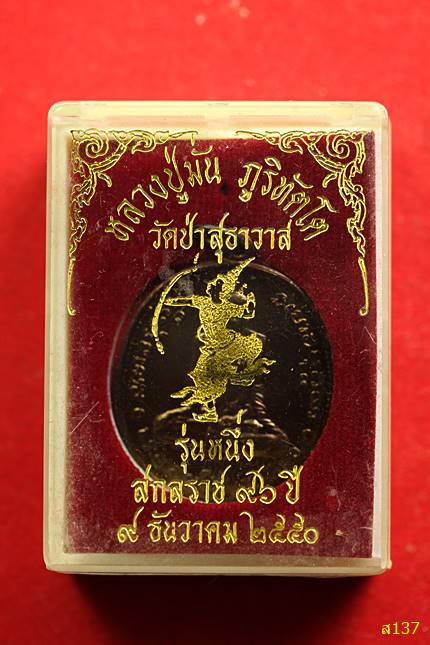 หลวงปู่มั่น ภูริทัตโต
วัดป่าสุธาวาส
รุ่นหนึ่ง
สกลราช ๙๖ ปี
๙ ธันวาคม ๒๕๕๐
ส137